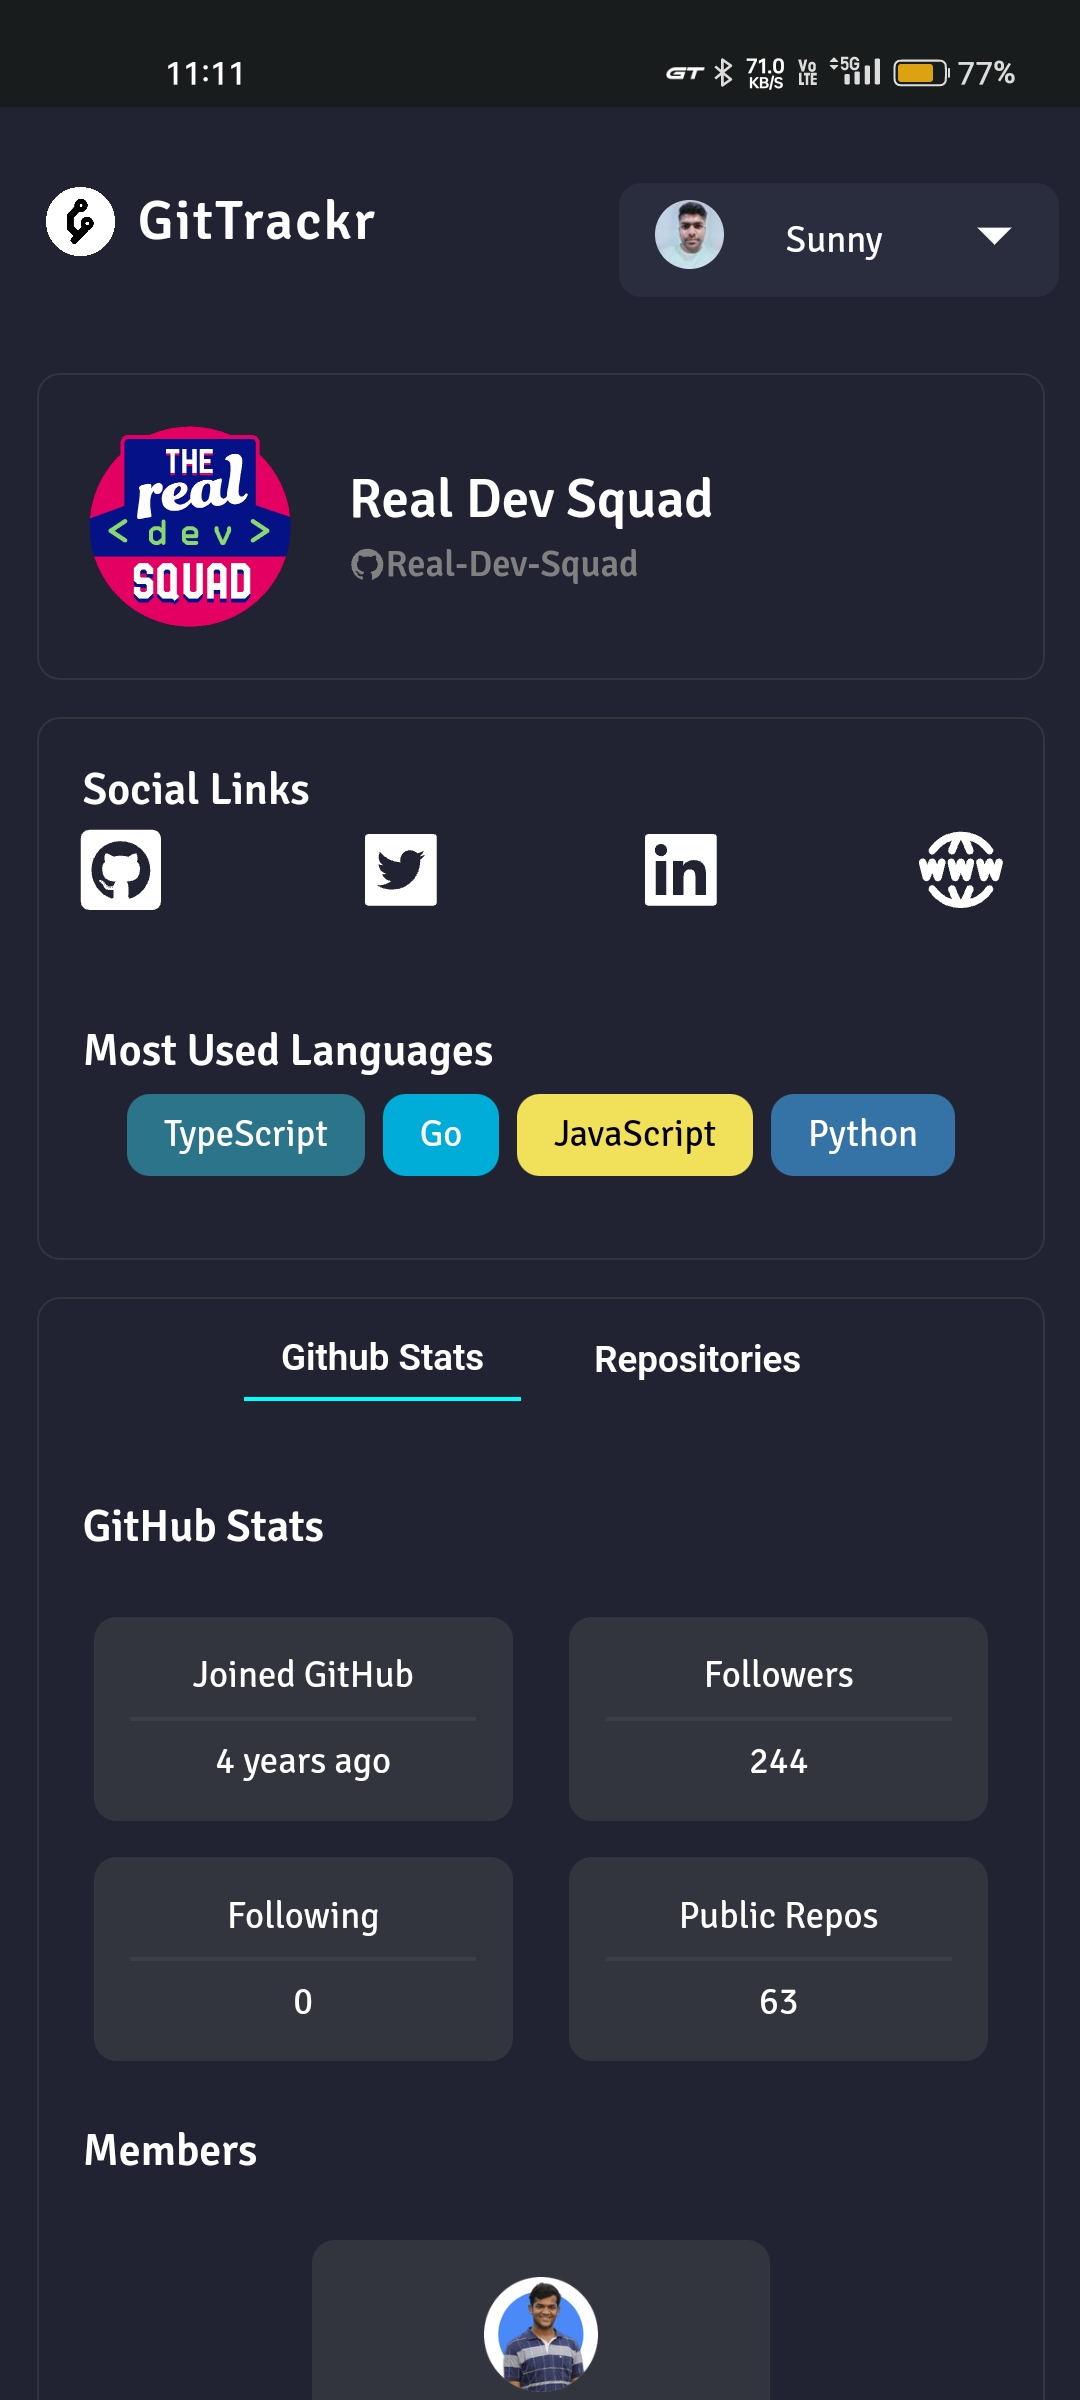 11:11
GT 71.0 KB/S Vo LTE 5G 77%
GitTrackr
Sunny
THE
real
< dev >
SQUAD
Real Dev Squad
Real-Dev-Squad
Social Links
in
WWW
Most Used Languages
TypeScript Go JavaScript Python
Github Stats Repositories
GitHub Stats
Joined GitHub Followers
4 years ago 244
Following Public Repos
0 63
Members